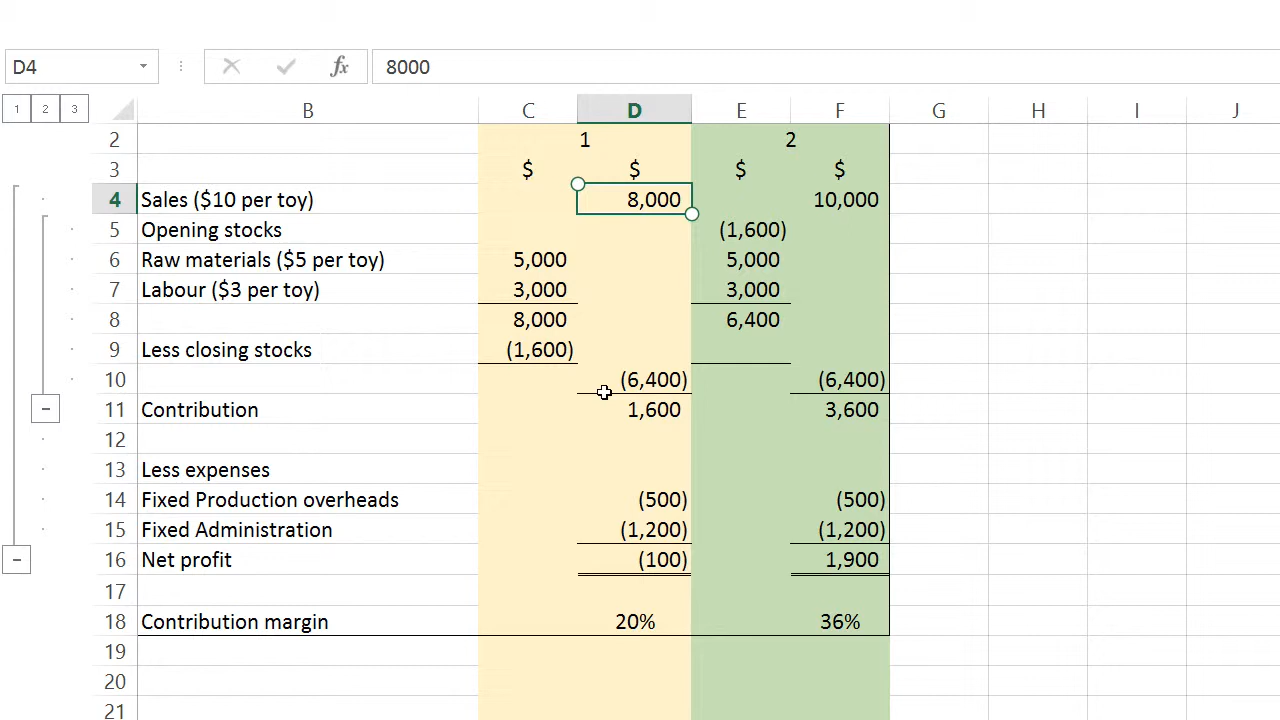 D4 fx 8000
1 2 3 B C D E F G H I J
2 1 2
3 $ $ $ $
4 Sales ($10 per toy) 8,000 10,000
5 Opening stocks (1,600)
6 Raw materials ($5 per toy) 5,000 5,000
7 Labour ($3 per toy) 3,000 3,000
8 8,000 6,400
9 Less closing stocks (1,600)
10 (6,400) (6,400)
11 Contribution 1,600 3,600
12
13 Less expenses
14 Fixed Production overheads (500) (500)
15 Fixed Administration (1,200) (1,200)
16 Net profit (100) 1,900
17
18 Contribution margin 20% 36%
19
20
21